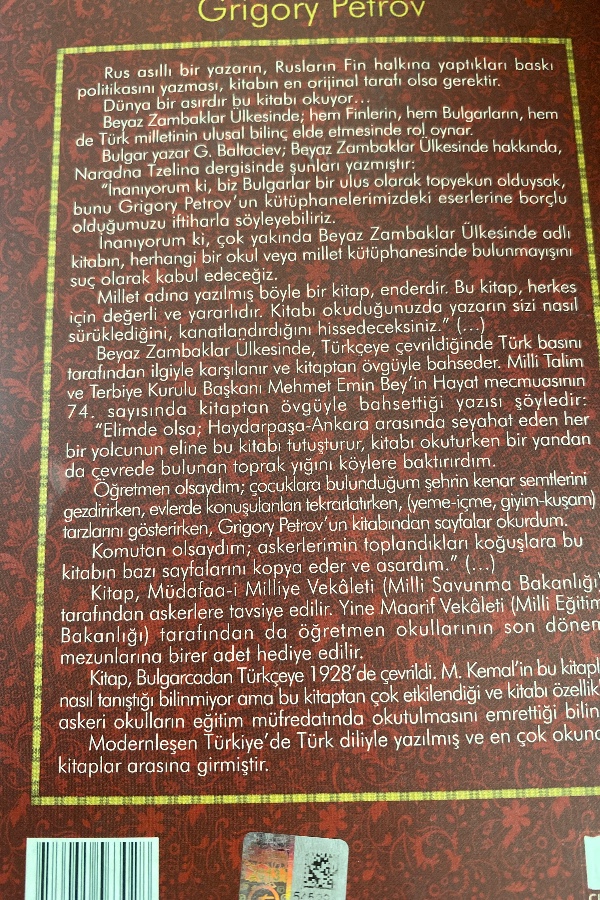 Grigory Petrov
Rus asıllı bir yazarın, Rusların Fin halkına yaptıkları baskı
politikasını yazması, kitabın en orijinal tarafı olsa gerektir.
Dünya bir asırdır bu kitabı okuyor...
Beyaz Zambaklar Ülkesinde; hem Finlerin, hem Bulgarların, hem
de Türk milletinin ulusal bilinç elde etmesinde rol oynar.
Bulgar yazar G. Baltaciev; Beyaz Zambaklar Ülkesinde hakkında,
Naradna Tzelina dergisinde şunları yazmıştır:
“İnanıyorum ki, biz Bulgarlar bir ulus olarak topyekun olduysak,
bunu Grigory Petrov'un kütüphanelerimizdeki eserlerine borçlu
olduğumuzu iftiharla söyleyebiliriz.
İnanıyorum ki, çok yakında Beyaz Zambaklar Ülkesinde adlı
kitabın, herhangi bir okul veya millet kütüphanesinde bulunmayışını
suç olarak kabul edeceğiz.
Millet adına yazılmış böyle bir kitap, enderdir. Bu kitap, herkes
için değerli ve yararlıdır. Kitabı okuduğunuzda yazarın sizi nasıl
sürüklediğini, kanatlandırdığını hissedeceksiniz.” (...)
Beyaz Zambaklar Ülkesinde, Türkçeye çevrildiğinde Türk basını
tarafından ilgiyle karşılanır ve kitaptan övgüyle bahseder. Milli Talim
ve Terbiye Kurulu Başkanı Mehmet Emin Bey'in Hayat mecmuasının
74. sayısında kitaptan övgüyle bahsettiği yazısı şöyledir:
“Elimde olsa; Haydarpaşa-Ankara arasında seyahat eden her
bir yolcunun eline bu kitabı tutuşturur, kitabı okuturken bir yandan
da çevrede bulunan toprak yığını köylere baktırırdım.
Öğretmen olsaydım; çocuklara bulunduğum şehrin kenar semtlerini
gezdirirken, evlerde konuşulanları tekrarlatırken, (yeme-içme, giyim-kuşam)
tarzlarını gösterirken, Grigory Petrov'un kitabından sayfalar okurdum.
Komutan olsaydım; askerlerimin toplandıkları koğuşlara bu
kitabın bazı sayfalarını kopya eder ve asardım.” (...)
Kitap, Müdafaa-i Milliye Vekâleti (Milli Savunma Bakanlığı)
tarafından askerlere tavsiye edilir. Yine Maarif Vekâleti (Milli Eğitim
Bakanlığı) tarafından da öğretmen okullarının son dönem
mezunlarına birer adet hediye edilir.
Kitap, Bulgarcadan Türkçeye 1928'de çevrildi. M. Kemal'in bu kitapl
nasıl tanıştığı bilinmiyor ama bu kitaptan çok etkilendiği ve kitabı özellikl
askeri okulların eğitim müfredatında okutulmasını emrettiği bilin
Modernleşen Türkiye'de Türk diliyle yazılmış ve en çok okuna
kitaplar arasına girmiştir.